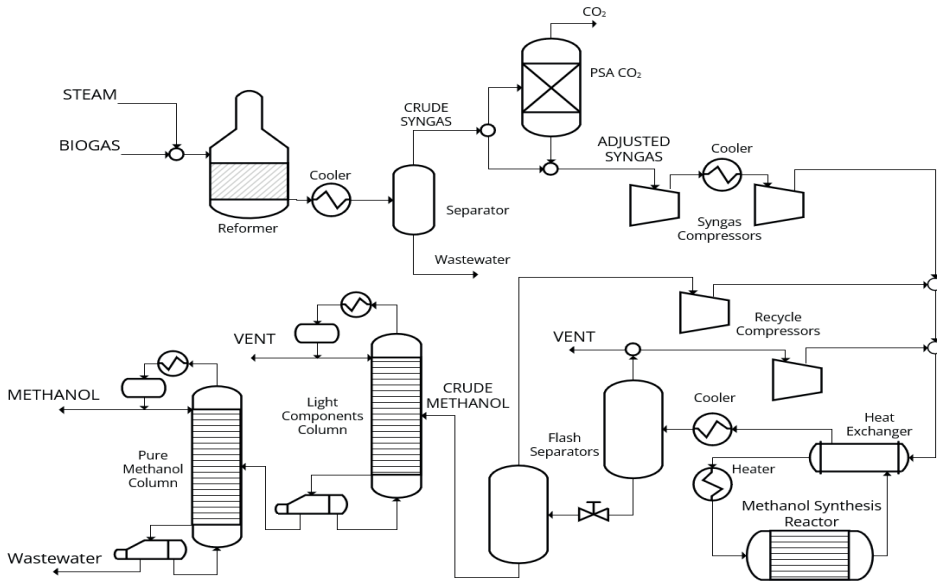 CO₂
PSA CO₂
STEAM
BIOGAS
CRUDE
SYNGAS
ADJUSTED
SYNGAS
Cooler
Cooler
Reformer
Separator
Syngas
Compressors
Wastewater
Recycle
Compressors
VENT
VENT
METHANOL
Light
Components
Column
CRUDE
METHANOL
Flash
Separators
Cooler
Heat
Exchanger
Pure
Methanol
Column
Heater
Methanol Synthesis
Reactor
Wastewater